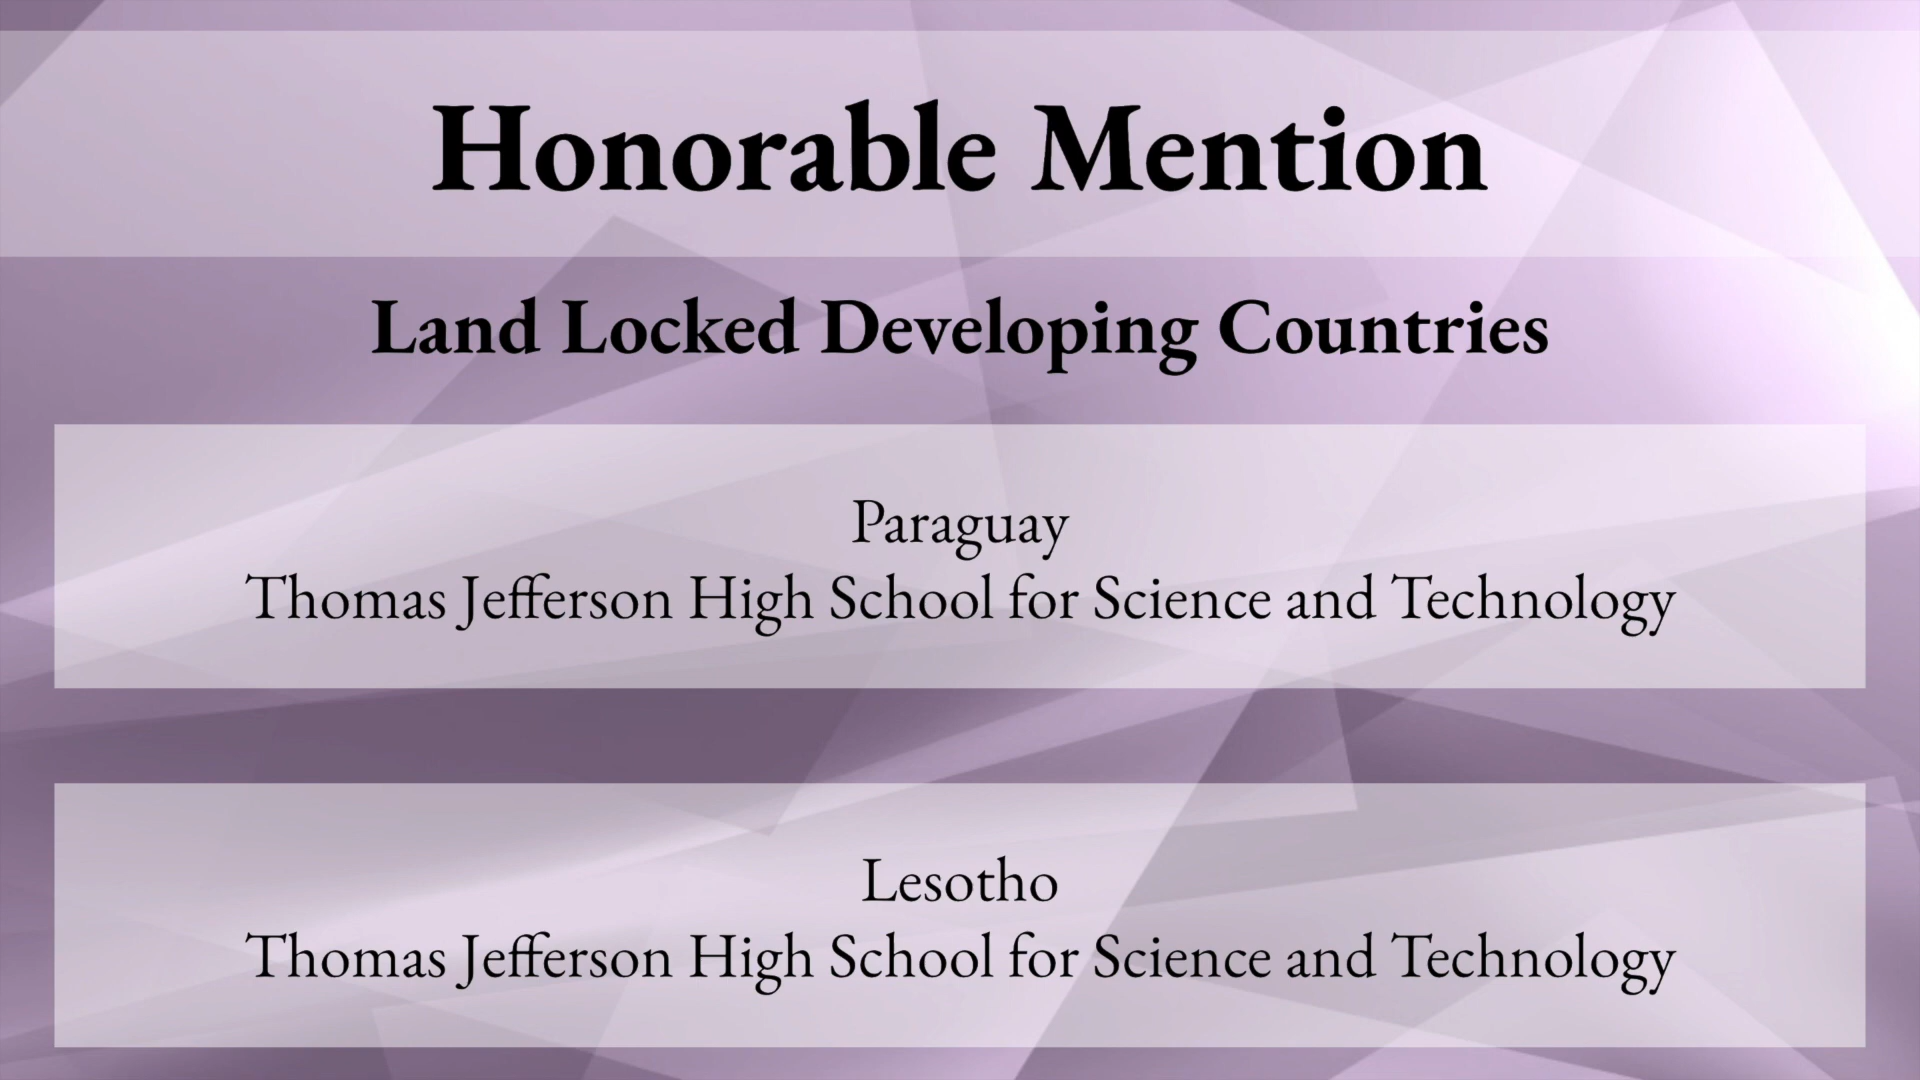 Honorable Mention
Land Locked Developing Countries
Paraguay
Thomas Jefferson High School for Science and Technology
Lesotho
Thomas Jefferson High School for Science and Technology